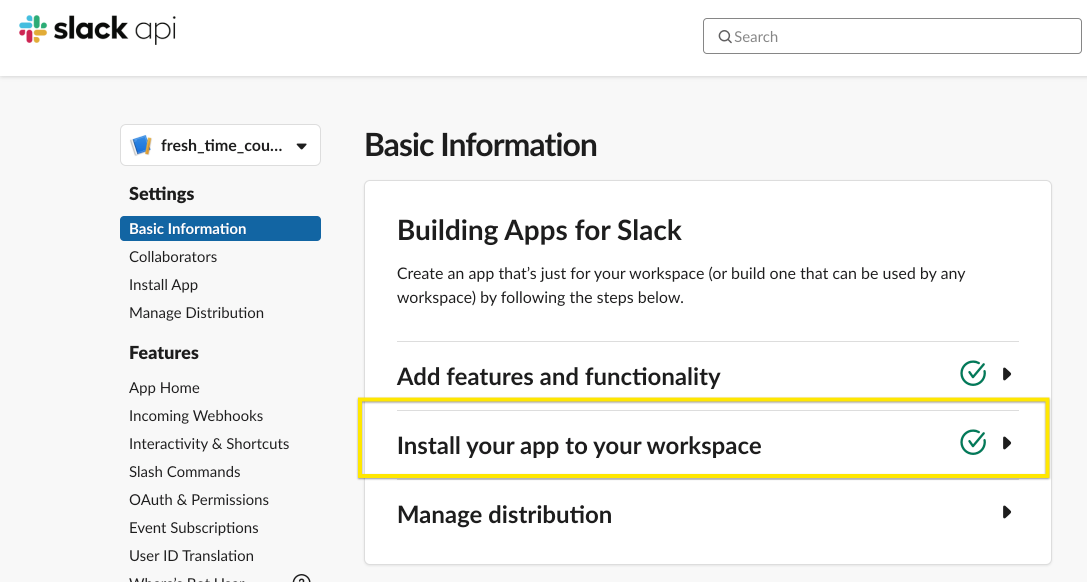 slack api
Search
fresh_time_cou...
Settings
Basic Information
Collaborators
Install App
Manage Distribution
Features
App Home
Incoming Webhooks
Interactivity & Shortcuts
Slash Commands
OAuth & Permissions
Event Subscriptions
User ID Translation
Where's Bot User
Basic Information
Building Apps for Slack
Create an app that’s just for your workspace (or build one that can be used by any
workspace) by following the steps below.
Add features and functionality
Install your app to your workspace
Manage distribution